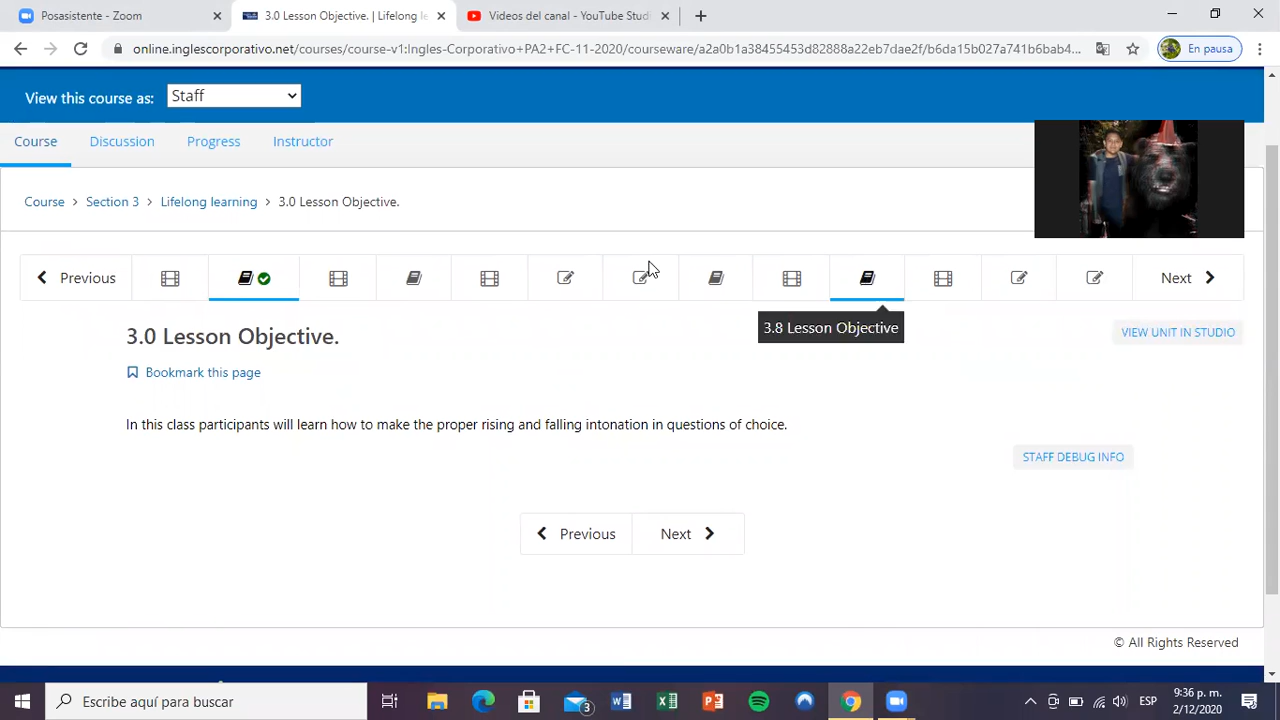 Posasistente - Zoom
3.0 Lesson Objective. | Lifelong le
Videos del canal - YouTube Studi
online.inglescorporativo.net/courses/course-v1:Ingles-Corporativo+PA2+FC-11-2020/courseware/a2a0b1a38455453d82888a22eb7dae2f/b6da15b027a741b6bab4...
En pausa
View this course as:
Staff
Course
Discussion
Progress
Instructor
Course > Section 3 > Lifelong learning > 3.0 Lesson Objective.
Previous
Next
3.8 Lesson Objective
3.0 Lesson Objective.
VIEW UNIT IN STUDIO
Bookmark this page
In this class participants will learn how to make the proper rising and falling intonation in questions of choice.
STAFF DEBUG INFO
Previous
Next
© All Rights Reserved
Escribe aquí para buscar
3
ESP
9:36 p. m.
2/12/2020